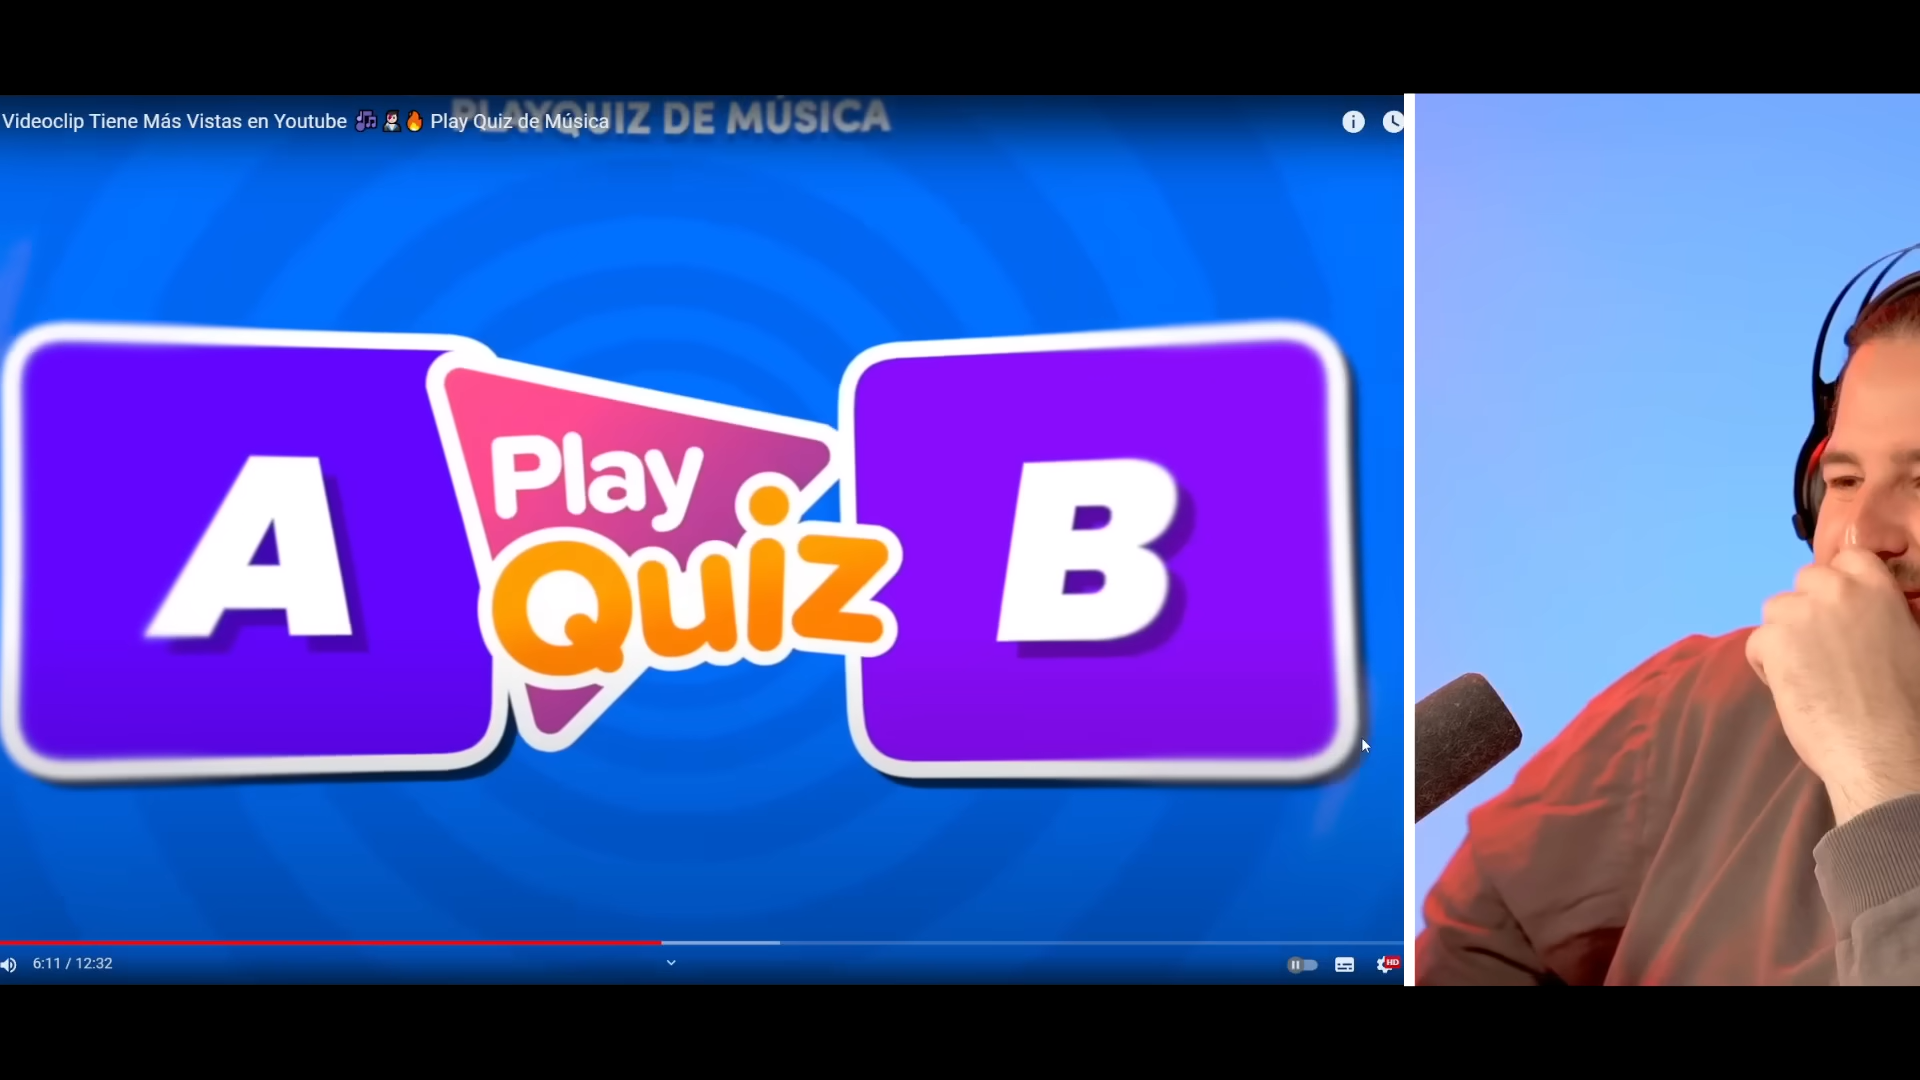 PLAYQUIZ DE MÚSICA
Videoclip Tiene Más Vistas en Youtube 🎶👨🏻‍🎤🔥 Play Quiz de Música
A
Play
Quiz
B
6:11 / 12:32
HD